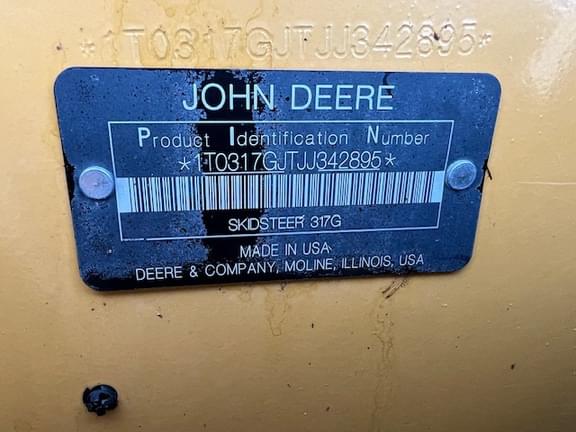 *1T0317GJTJJ342895*
JOHN DEERE
Product Identification Number
*1T0317GJTJJ342895*
SKIDSTEER 317G
MADE IN USA
DEERE & COMPANY, MOLINE, ILLINOIS, USA